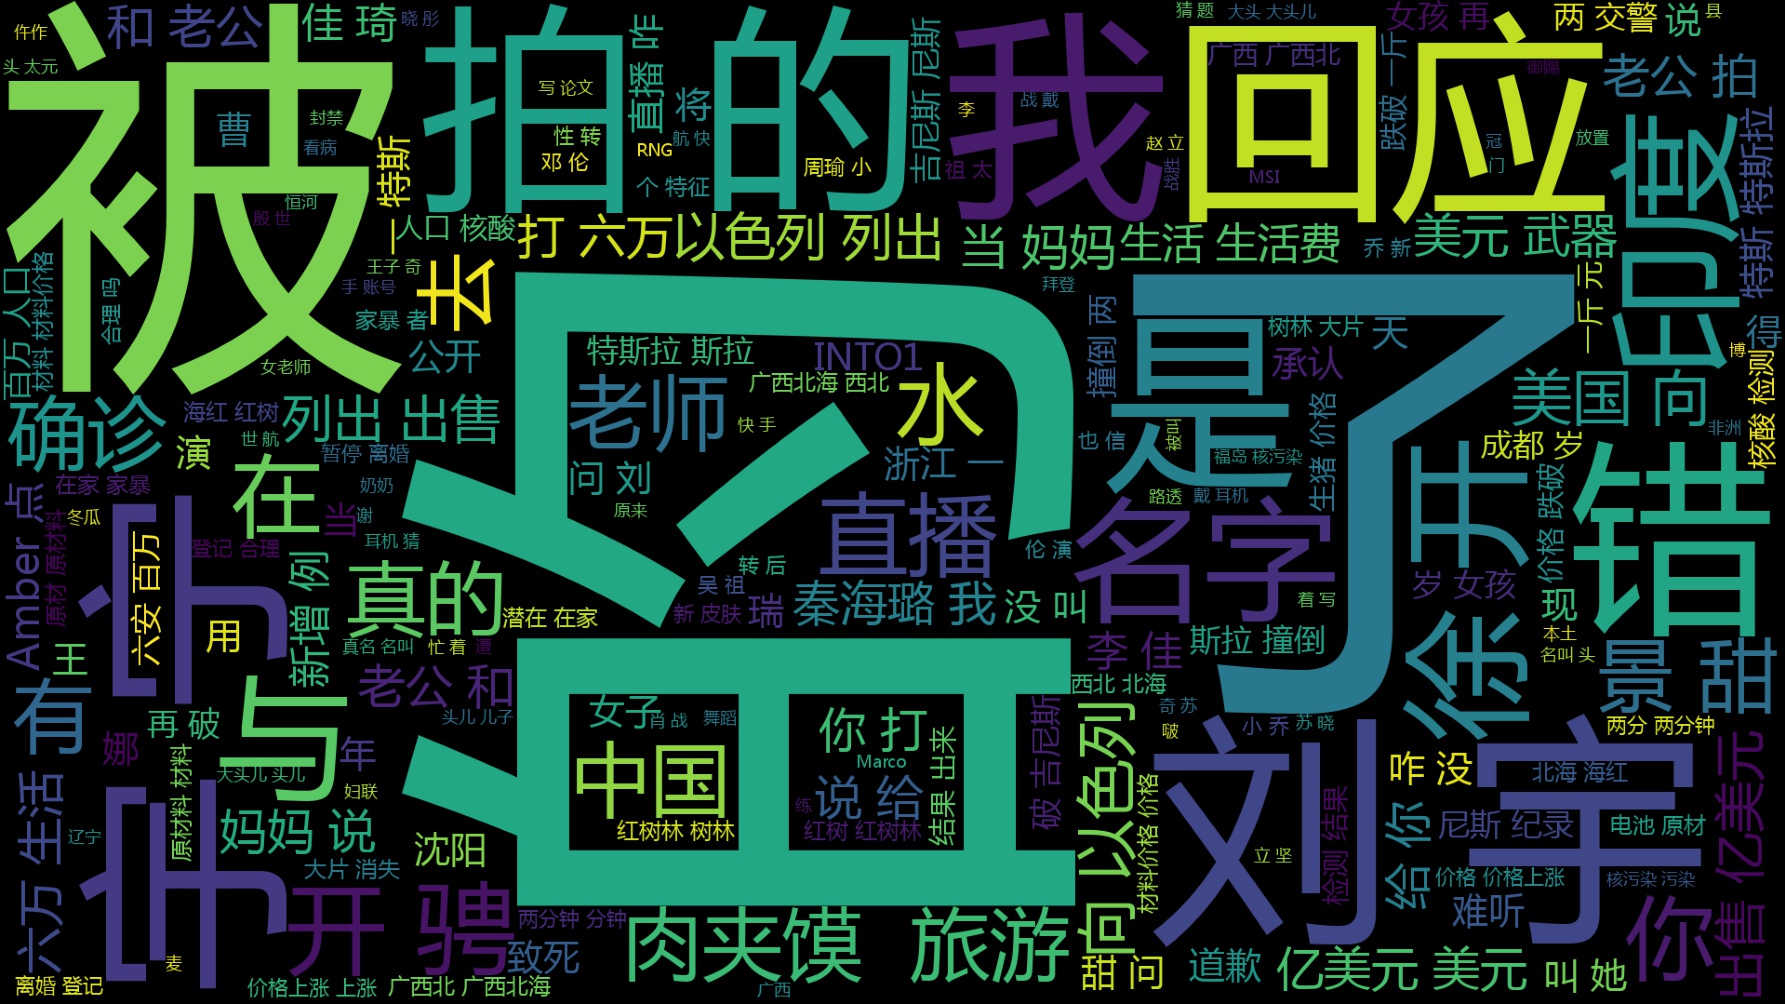 仵作
和 老公
佳 琦
晓 彤
猜 题
大头 大头儿
女孩 再
两 交警
说
县
头 太元
被
拍
的
我
回应
直播 咋
吉尼斯 尼斯
广西 广西北
跌破 一斤
御赐
老公 拍
曹
封禁
看病
写 论文
将
战 戴
李
冠
门
放置
特斯 特斯拉
性 转
邓 伦
RNG
航 快
周瑜 小
祖 太
赵 立
战胜
MSI
印度
一 特斯
个 特征
恒河
殷 世
人口 核酸
打 六万
以色列 列出
当 妈妈
生活 生活费
乔 新
美元 武器
百万 人口
材料 材料价格
合理 吗
王子 奇
手 账号
去
拜登
一斤 元
家暴 者
公开
女老师
盒
特斯拉 斯拉
INTO1
撞倒 两
是
了
树林 大片
天
承认
得
博
核酸 检测
老师
广西北海 西北
水
美国 向
确诊
海红 红树
列出 出售
世 航
快 手
也 信
被叫
生猪 价格
成都 岁
非洲
演
在
暂停 离婚
问 刘
浙江 一
福岛 核污染
开
错
Amber 点
在家 家暴
奶奶
原来
直播
路透
戴 耳机
价格 跌破
冬瓜
原材 原材料
六安 百万
当
谢
登记 合理
耳机 猜
名字
伦 演
新增 例
真的
转 后
吴 祖
岁 女孩
潜在 在家
新 皮肤
瑞
秦海璐 我
没 叫
着 写
现
徐
王
用
真名 名叫
忙 着
遭
李 佳
斯拉 撞倒
本土
名叫 头
景 甜
有
与
老公 和
西北 北海
再 破
头儿 儿子
女子
肖 战
舞蹈
你 打
破 吉尼斯
奇 苏
小 乔
苏 晓
两分 两分钟
娜
年
中国
Marco
结果 出来
向 以色列
啵
刘宇
咋 没
大头儿 头儿
妇联
说 给
练
材料价格 价格
北海 海红
亿美元
六万 生活
辽宁
原材料 材料
妈妈 说
沈阳
红树林 树林
红树 红树林
检测 结果
给 你
尼斯 纪录
电池 原材
大片 消失
立 坚
价格 价格上涨
核污染 污染
开 骋
两分钟 分钟
肉夹馍
旅游
难听
你
出售
致死
麦
离婚 登记
价格上涨 上涨
广西北 广西北海
广西
甜 问
道歉
亿美元 美元
叫 她